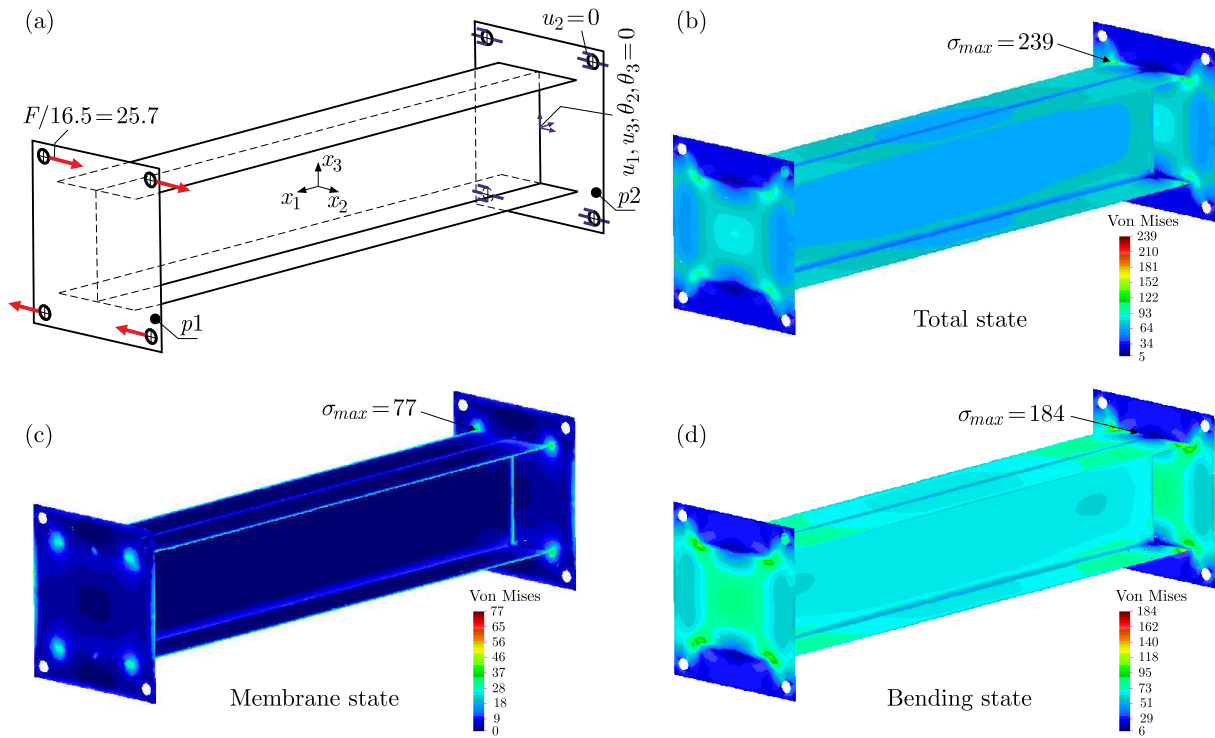 (a)
u2=0
u1, u3, θ2, θ3=0
F/16.5=25.7
x3
x1
x2
p2
p1
(b)
σmax=239
Von Mises
239
210
181
152
122
93
64
34
5
Total state
(c)
σmax=77
Von Mises
77
65
56
46
37
28
18
9
0
Membrane state
(d)
σmax=184
Von Mises
184
162
140
118
95
73
51
29
6
Bending state